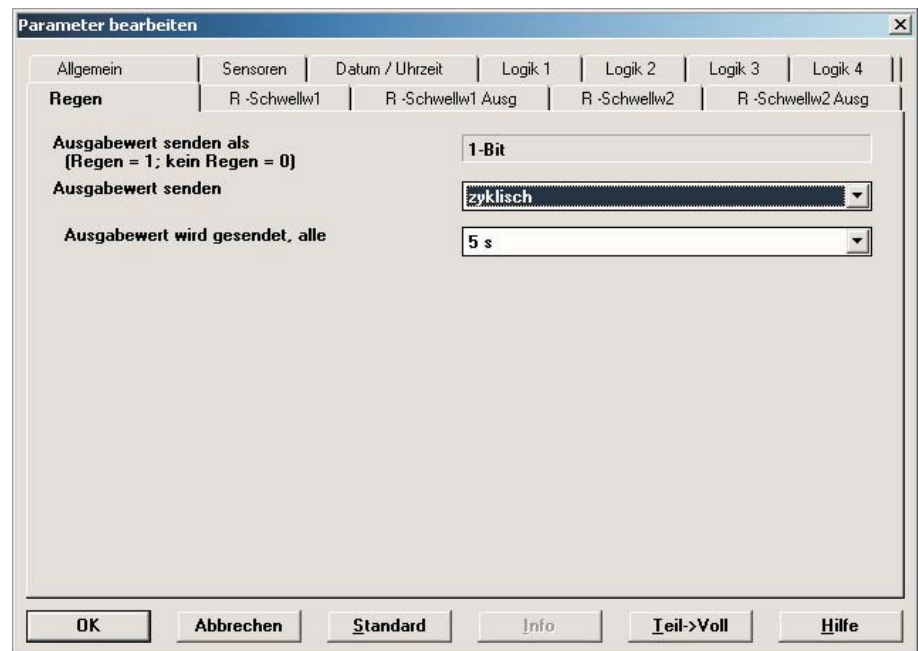 Parameter bearbeiten
Allgemein Sensoren Datum / Uhrzeit Logik 1 Logik 2 Logik 3 Logik 4
Regen R -Schwellw1 R -Schwellw1 Ausg R -Schwellw2 R -Schwellw2 Ausg
Ausgabewert senden als
(Regen = 1; kein Regen = 0)
1-Bit
Ausgabewert senden
zyklisch
Ausgabewert wird gesendet, alle
5 s
OK Abbrechen Standard Info Teil->Voll Hilfe